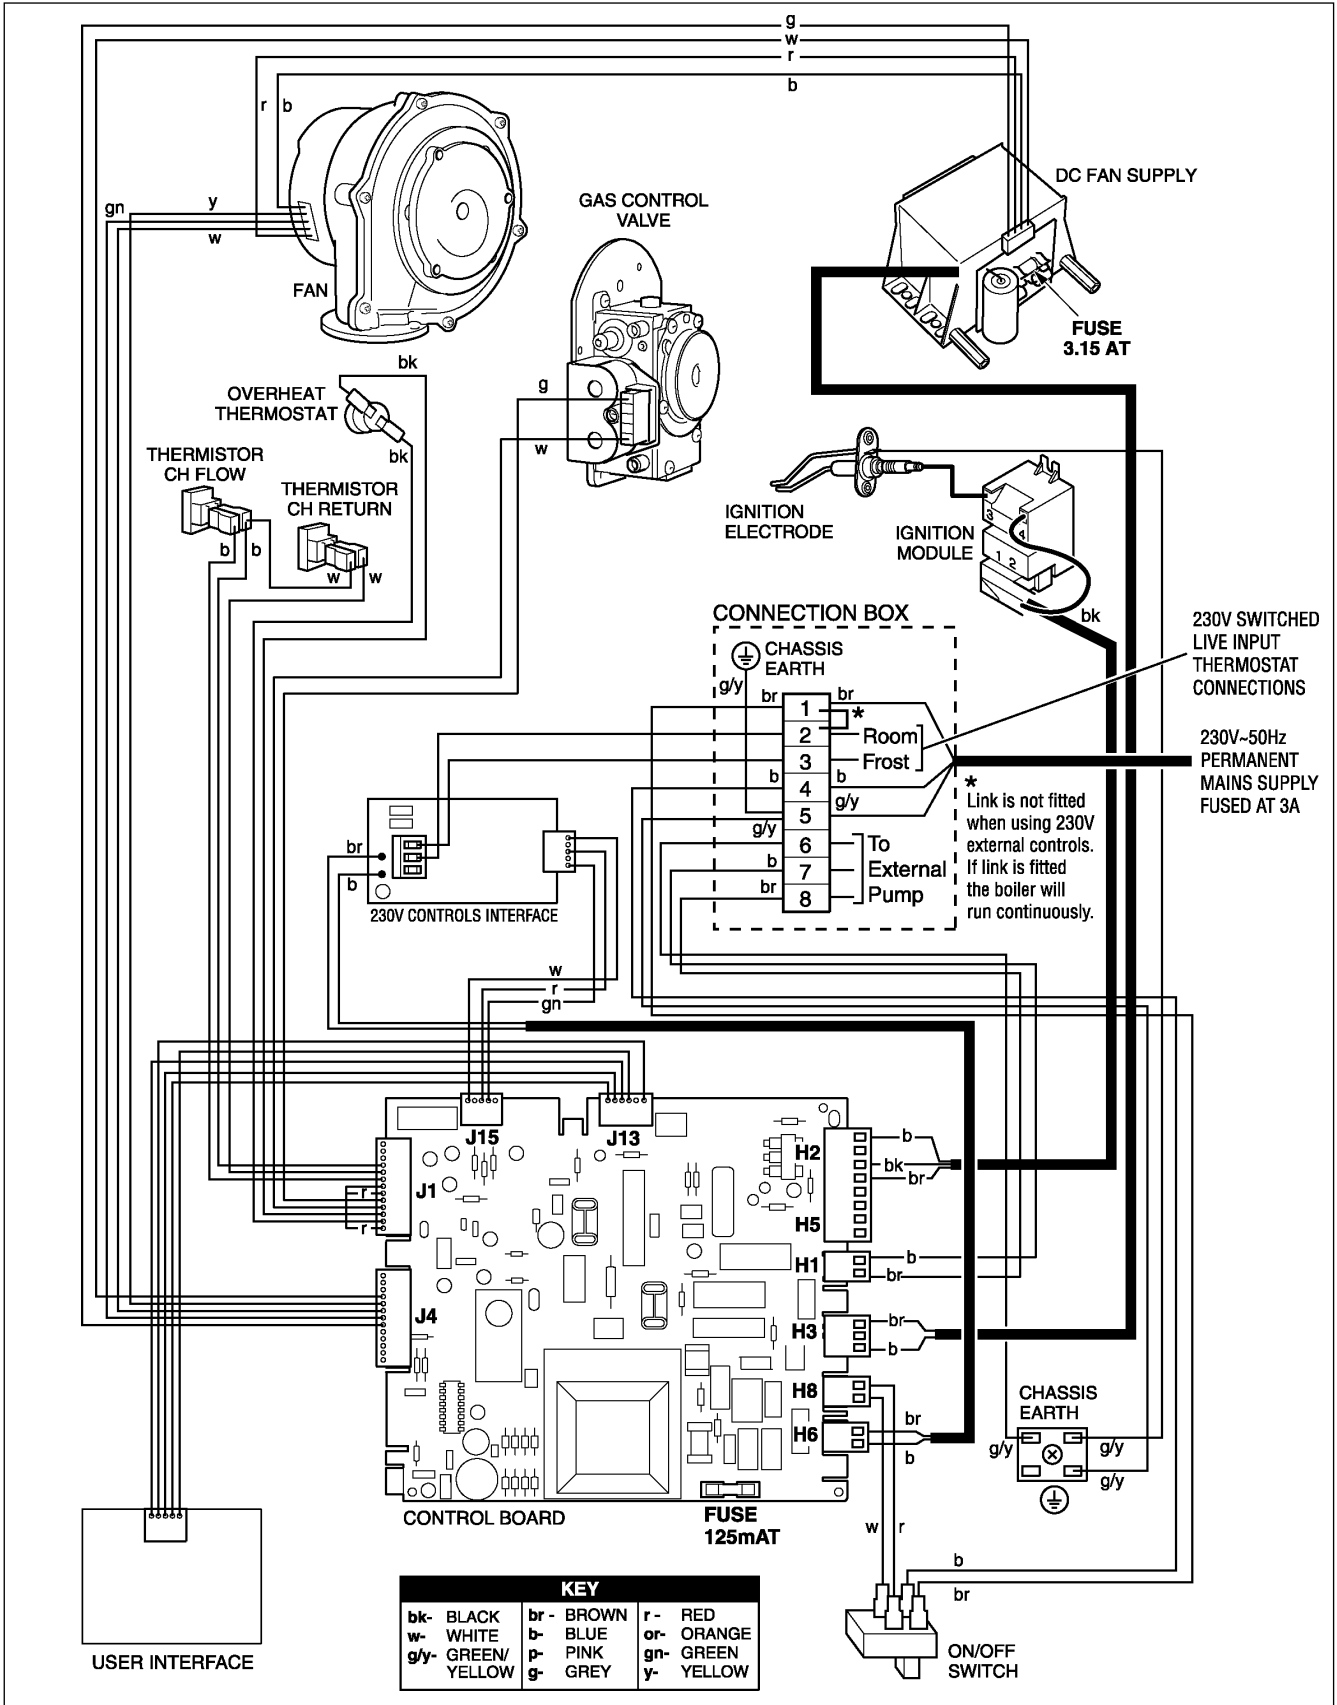 g
w
r
b
r b
gn
y
w
FAN
GAS CONTROL
VALVE
DC FAN SUPPLY
FUSE
3.15 AT
bk
OVERHEAT
THERMOSTAT
bk
g
w
THERMISTOR
CH FLOW
THERMISTOR
CH RETURN
b b
w w
IGNITION
ELECTRODE
IGNITION
MODULE
3
4
1 2
bk
CONNECTION BOX
CHASSIS
EARTH
g/y
br 1 br
*
2 Room
3 Frost
b 4 b
5 g/y
g/y
6 To
b 7 External
br 8 Pump
230V SWITCHED
LIVE INPUT
THERMOSTAT
CONNECTIONS
230V~50Hz
PERMANENT
MAINS SUPPLY
FUSED AT 3A
*
Link is not fitted
when using 230V
external controls.
If link is fitted
the boiler will
run continuously.
br
b
230V CONTROLS INTERFACE
w
r
gn
J15
J13
J1
r
r
J4
H2
H5
H1
H3
H8
H6
b
bk
br
b
br
br
b
br
b
CHASSIS
EARTH
g/y
g/y
g/y
CONTROL BOARD
FUSE
125mAT
w r
b
br
ON/OFF
SWITCH
USER INTERFACE
KEY
bk- BLACK br - BROWN r - RED
w- WHITE b- BLUE or- ORANGE
g/y- GREEN/ p- PINK gn- GREEN
YELLOW g- GREY y- YELLOW